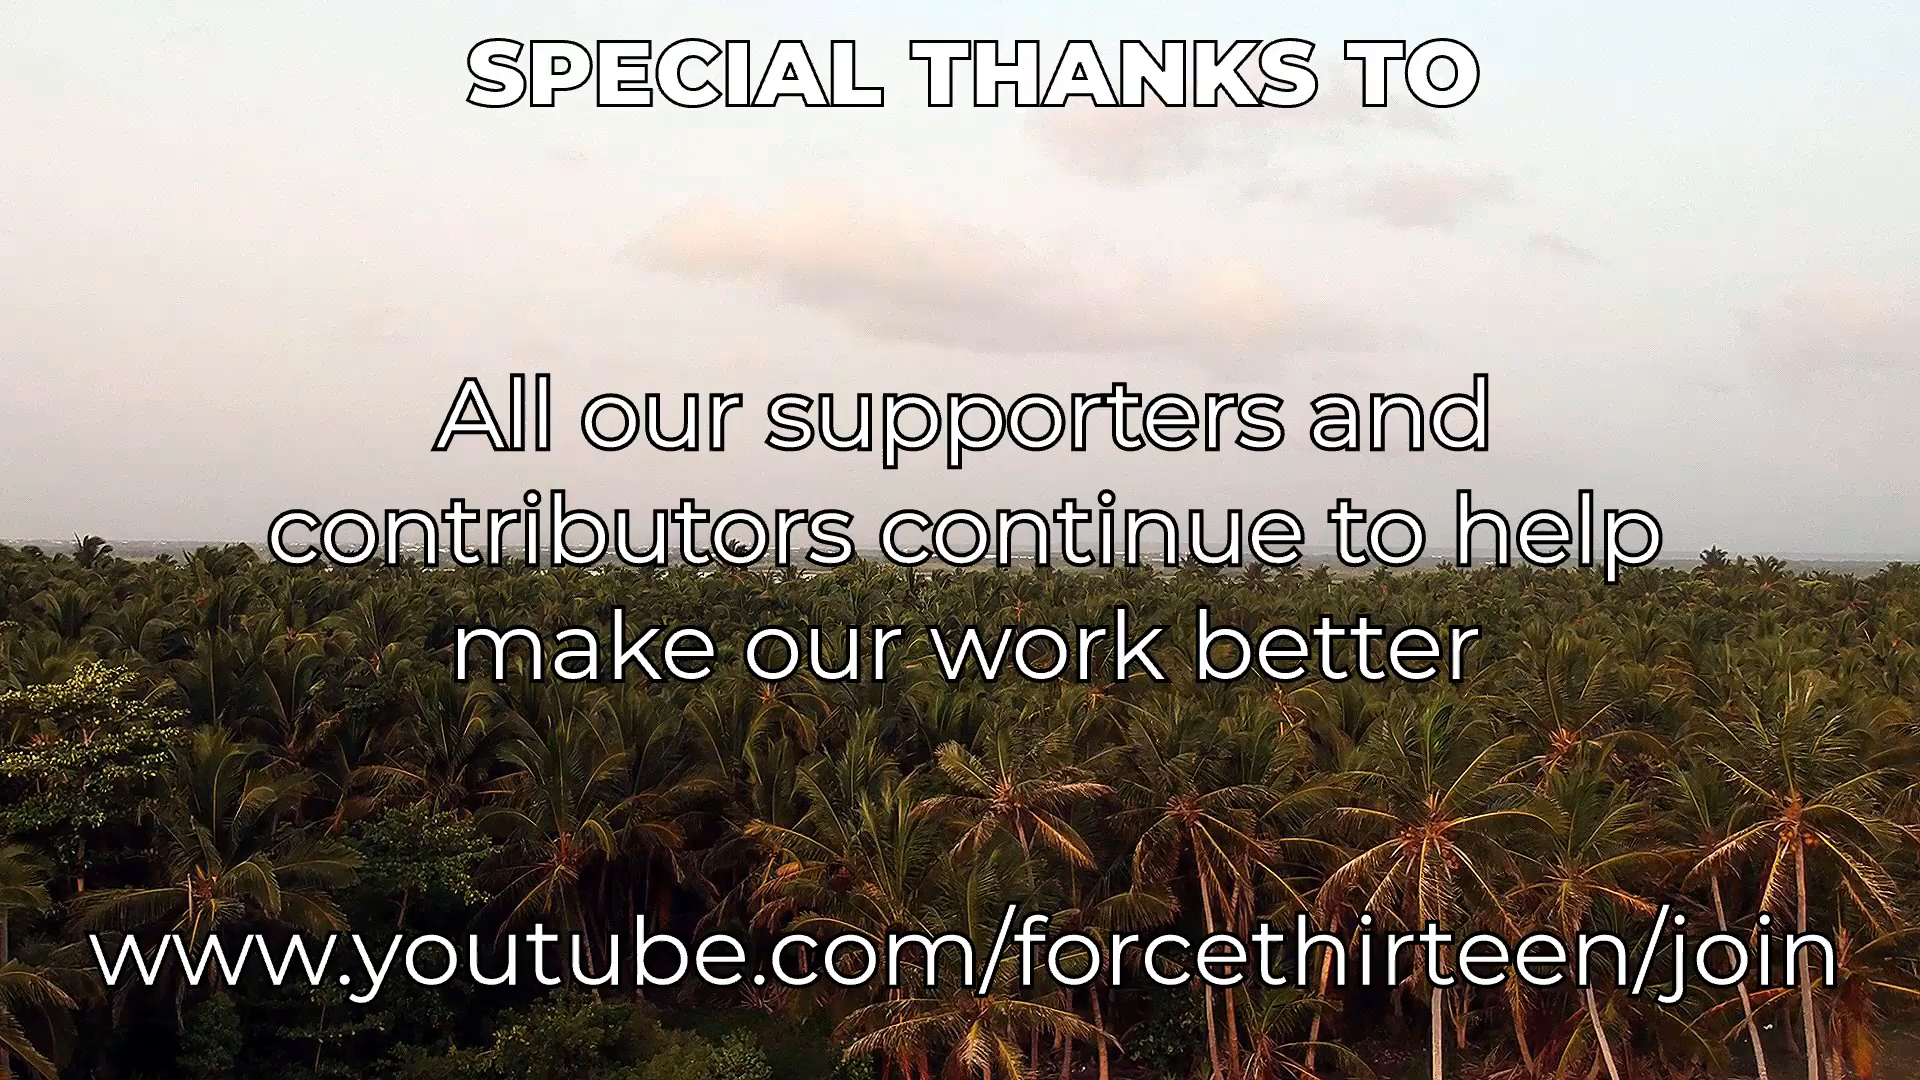 SPECIAL THANKS TO
All our supporters and
contributors continue to help
make our work better
www.youtube.com/forcethirteen/join